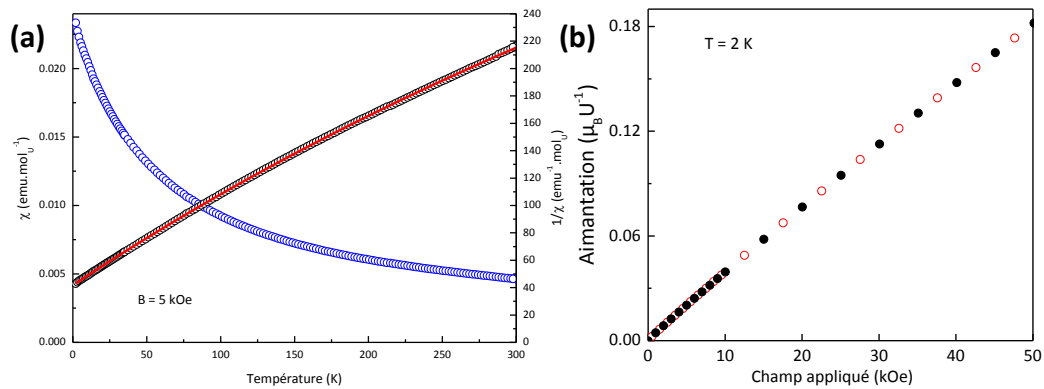 (a)
χ (emu.mol_U^-1)
0.020
0.015
0.010
0.005
0.000
240
220
200
180
160
140
120
100
80
60
40
20
0
1/χ (emu^-1.mol_U)
B = 5 kOe
0 50 100 150 200 250 300
Température (K)
(b)
T = 2 K
Aimantation (μ_B U^-1)
0.18
0.12
0.06
0.00
0 10 20 30 40 50
Champ appliqué (kOe)